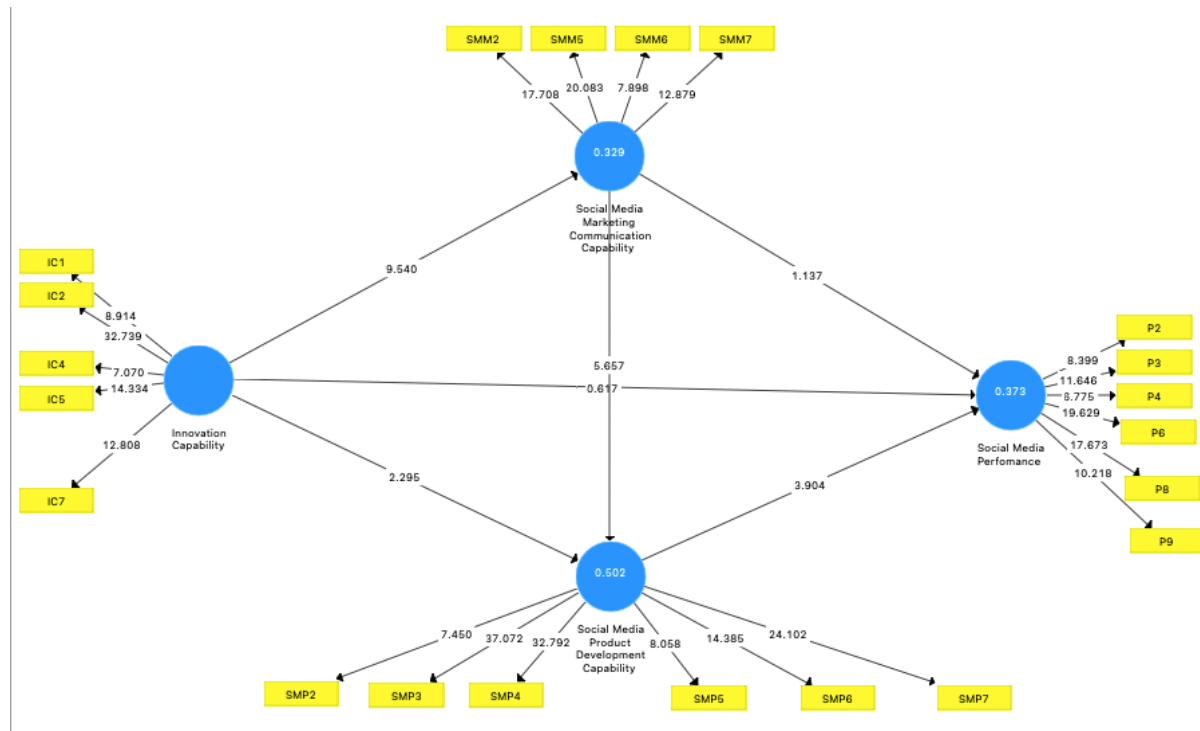 SMM2 SMM5 SMM6 SMM7
17.708 20.083 7.898 12.879
0.329
Social Media
Marketing
Communication
Capability
IC1
IC2
IC4
IC5
IC7
8.914
32.739
7.070
14.334
12.808
Innovation
Capability
9.540
1.137
5.657
0.617
2.295
3.904
0.373
Social Media
Perfomance
8.399
11.646
8.775
19.629
17.673
10.218
P2
P3
P4
P6
P8
P9
0.502
Social Media
Product
Development
Capability
7.450 37.072 32.792 8.058 14.385 24.102
SMP2 SMP3 SMP4 SMP5 SMP6 SMP7